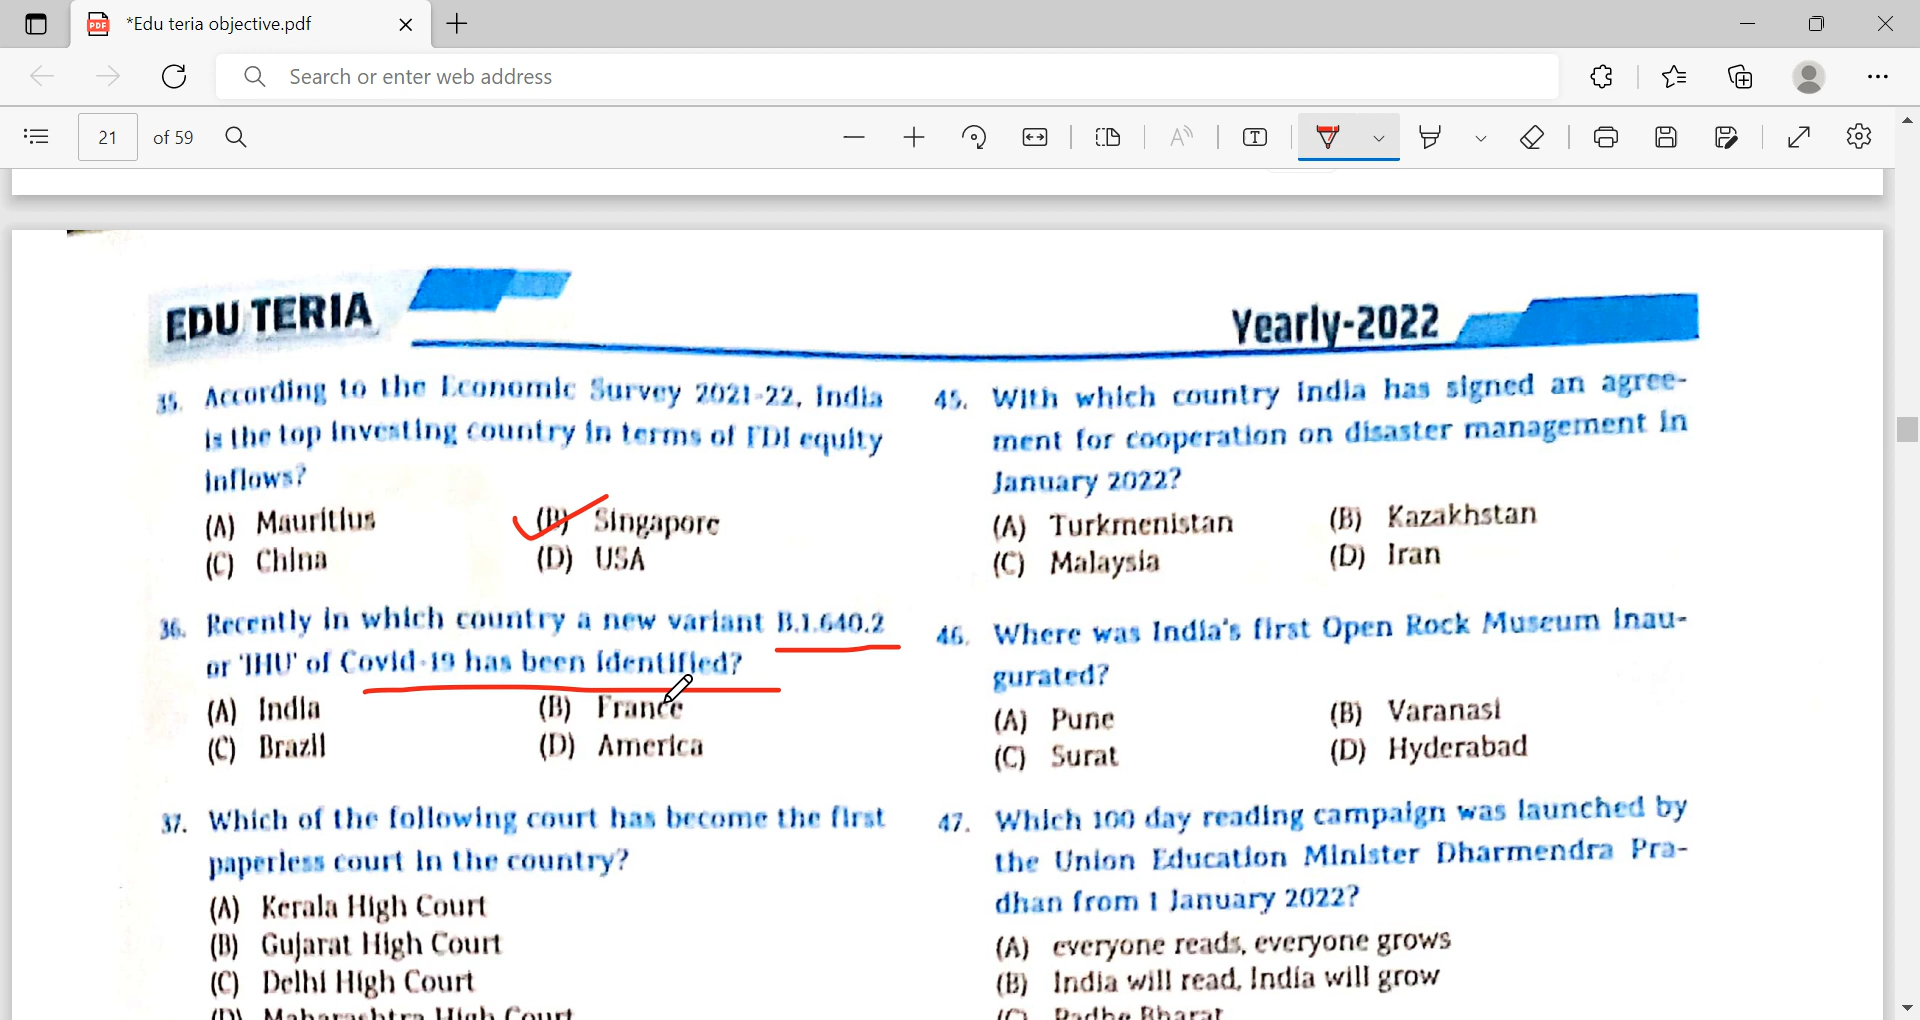 *Edu teria objective.pdf
Search or enter web address
21 of 59
EDU TERIA
Yearly-2022
35. According to the Economic Survey 2021-22, India
is the top investing country in terms of FDI equity
inflows?
(A) Mauritius (B) Singapore
(C) China (D) USA
36. Recently in which country a new variant B.1.640.2
or 'IHU' of Covid-19 has been identified?
(A) India (B) France
(C) Brazil (D) America
37. Which of the following court has become the first
paperless court in the country?
(A) Kerala High Court
(B) Gujarat High Court
(C) Delhi High Court
(D) Maharashtra High Court
45. With which country India has signed an agree-
ment for cooperation on disaster management in
January 2022?
(A) Turkmenistan (B) Kazakhstan
(C) Malaysia (D) Iran
46. Where was India's first Open Rock Museum inau-
gurated?
(A) Pune (B) Varanasi
(C) Surat (D) Hyderabad
47. Which 100 day reading campaign was launched by
the Union Education Minister Dharmendra Pra-
dhan from 1 January 2022?
(A) everyone reads, everyone grows
(B) India will read, India will grow
(C) Padhe Bharat